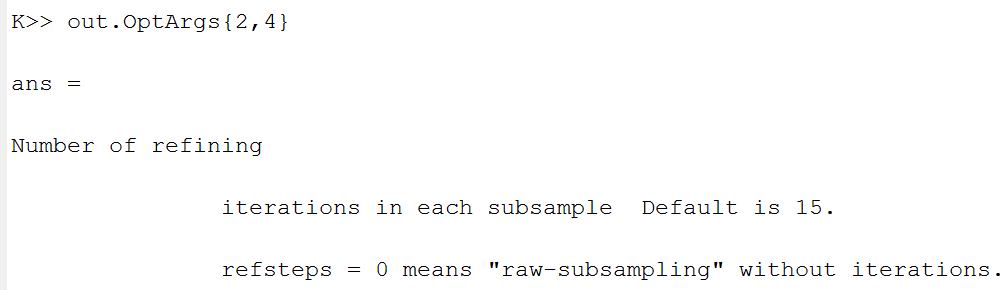 K>> out.OptArgs{2,4}
ans =
Number of refining
iterations in each subsample  Default is 15.
refsteps = 0 means "raw-subsampling" without iterations.